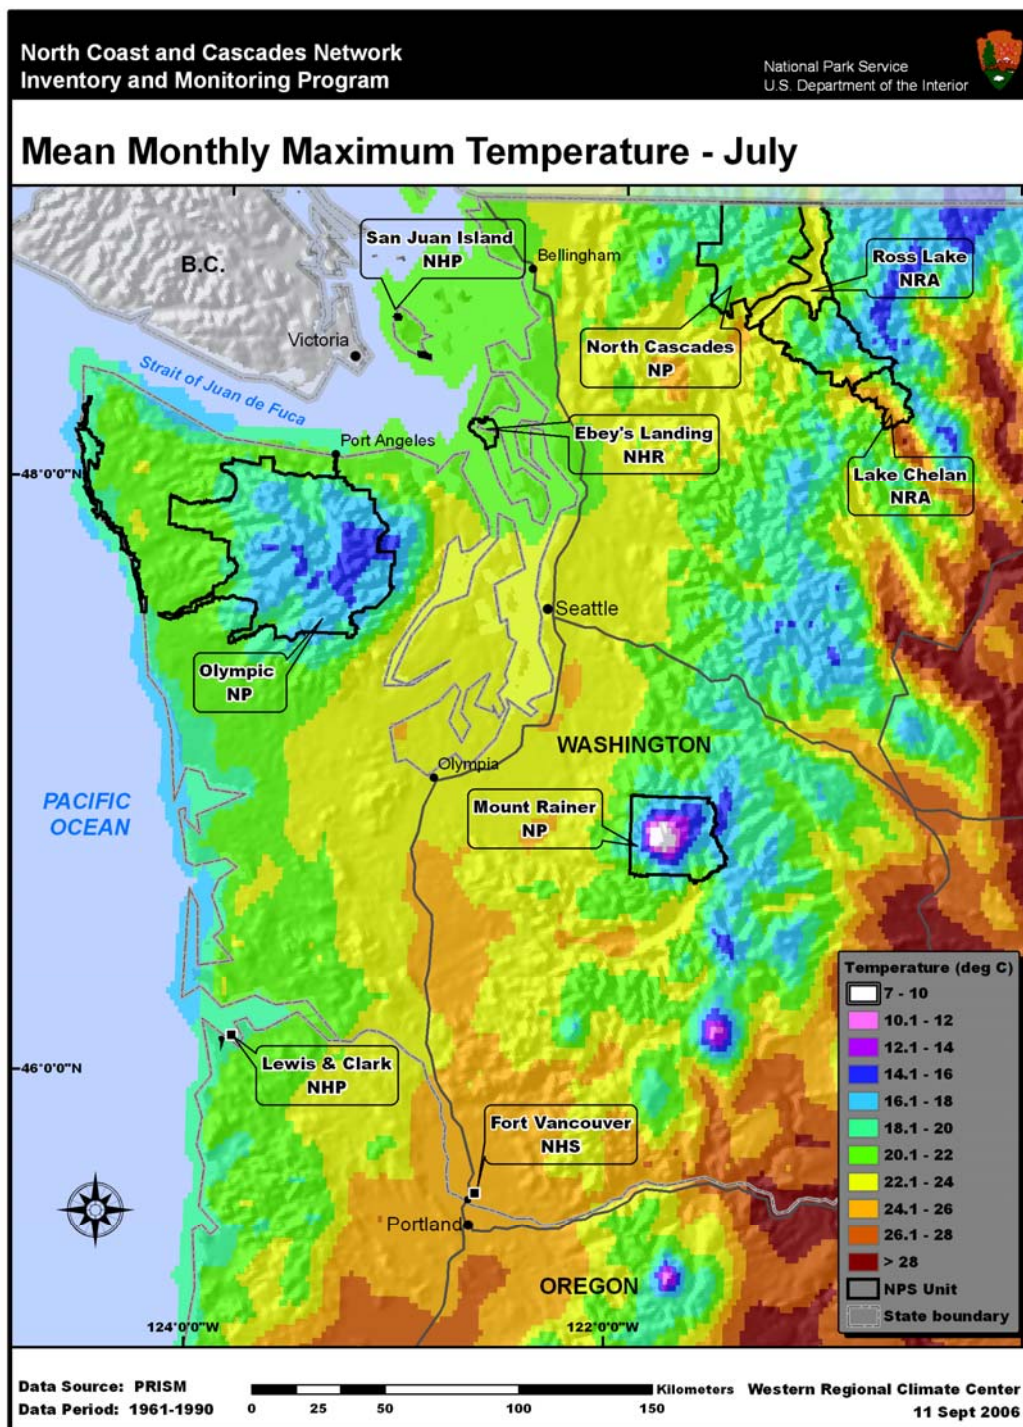 North Coast and Cascades Network
Inventory and Monitoring Program
National Park Service
U.S. Department of the Interior
Mean Monthly Maximum Temperature - July
San Juan Island
NHP
B.C.
Bellingham
Ross Lake
NRA
Victoria
North Cascades
NP
Strait of Juan de Fuca
Port Angeles
Ebey's Landing
NHR
48°0'0"N
Lake Chelan
NRA
Seattle
Olympic
NP
WASHINGTON
Olympia
PACIFIC
OCEAN
Mount Rainer
NP
Temperature (deg C)
7 - 10
10.1 - 12
12.1 - 14
14.1 - 16
16.1 - 18
18.1 - 20
20.1 - 22
22.1 - 24
24.1 - 26
26.1 - 28
> 28
NPS Unit
State boundary
46°0'0"N
Lewis & Clark
NHP
Fort Vancouver
NHS
Portland
OREGON
124°0'0"W
122°0'0"W
Data Source: PRISM
Data Period: 1961-1990
Kilometers
0 25 50 100 150
Western Regional Climate Center
11 Sept 2006